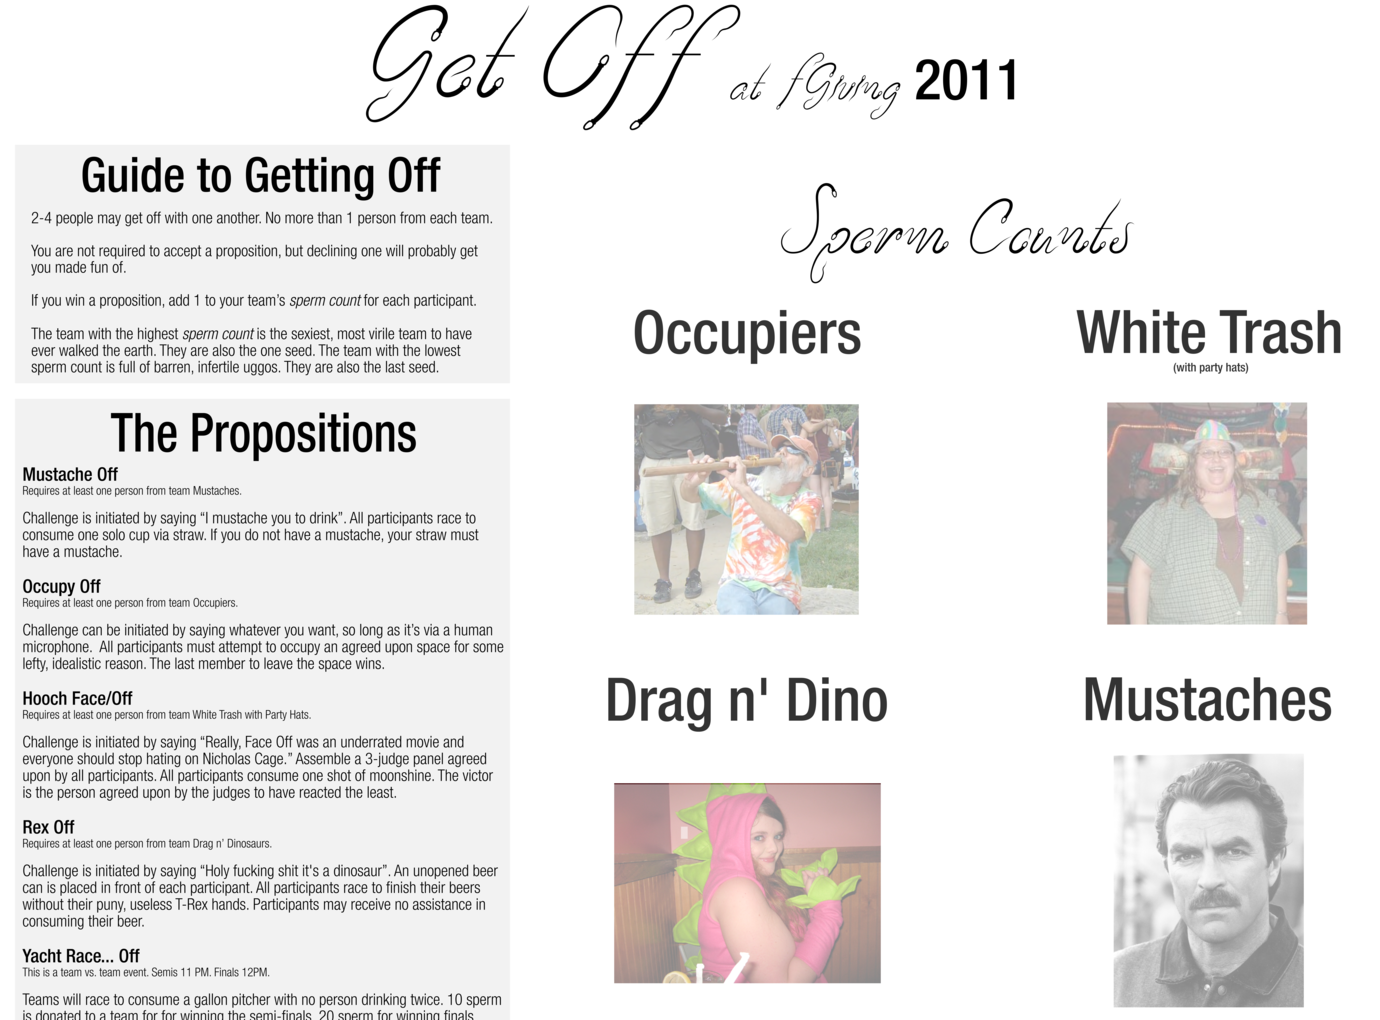 Get Off at fGiving 2011
Guide to Getting Off
2-4 people may get off with one another. No more than 1 person from each team.
You are not required to accept a proposition, but declining one will probably get
you made fun of.
If you win a proposition, add 1 to your team's sperm count for each participant.
The team with the highest sperm count is the sexiest, most virile team to have
ever walked the earth. They are also the one seed. The team with the lowest
sperm count is full of barren, infertile uggos. They are also the last seed.
The Propositions
Mustache Off
Requires at least one person from team Mustaches.
Challenge is initiated by saying “I mustache you to drink”. All participants race to
consume one solo cup via straw. If you do not have a mustache, your straw must
have a mustache.
Occupy Off
Requires at least one person from team Occupiers.
Challenge can be initiated by saying whatever you want, so long as it's via a human
microphone.  All participants must attempt to occupy an agreed upon space for some
lefty, idealistic reason. The last member to leave the space wins.
Hooch Face/Off
Requires at least one person from team White Trash with Party Hats.
Challenge is initiated by saying “Really, Face Off was an underrated movie and
everyone should stop hating on Nicholas Cage.” Assemble a 3-judge panel agreed
upon by all participants. All participants consume one shot of moonshine. The victor
is the person agreed upon by the judges to have reacted the least.
Rex Off
Requires at least one person from team Drag n' Dinosaurs.
Challenge is initiated by saying “Holy fucking shit it's a dinosaur”. An unopened beer
can is placed in front of each participant. All participants race to finish their beers
without their puny, useless T-Rex hands. Participants may receive no assistance in
consuming their beer.
Yacht Race... Off
This is a team vs. team event. Semis 11 PM. Finals 12PM.
Teams will race to consume a gallon pitcher with no person drinking twice. 10 sperm
is donated to a team for for winning the semi-finals, 20 sperm for winning finals
Sperm Counts
Occupiers
White Trash
(with party hats)
Drag n' Dino
Mustaches